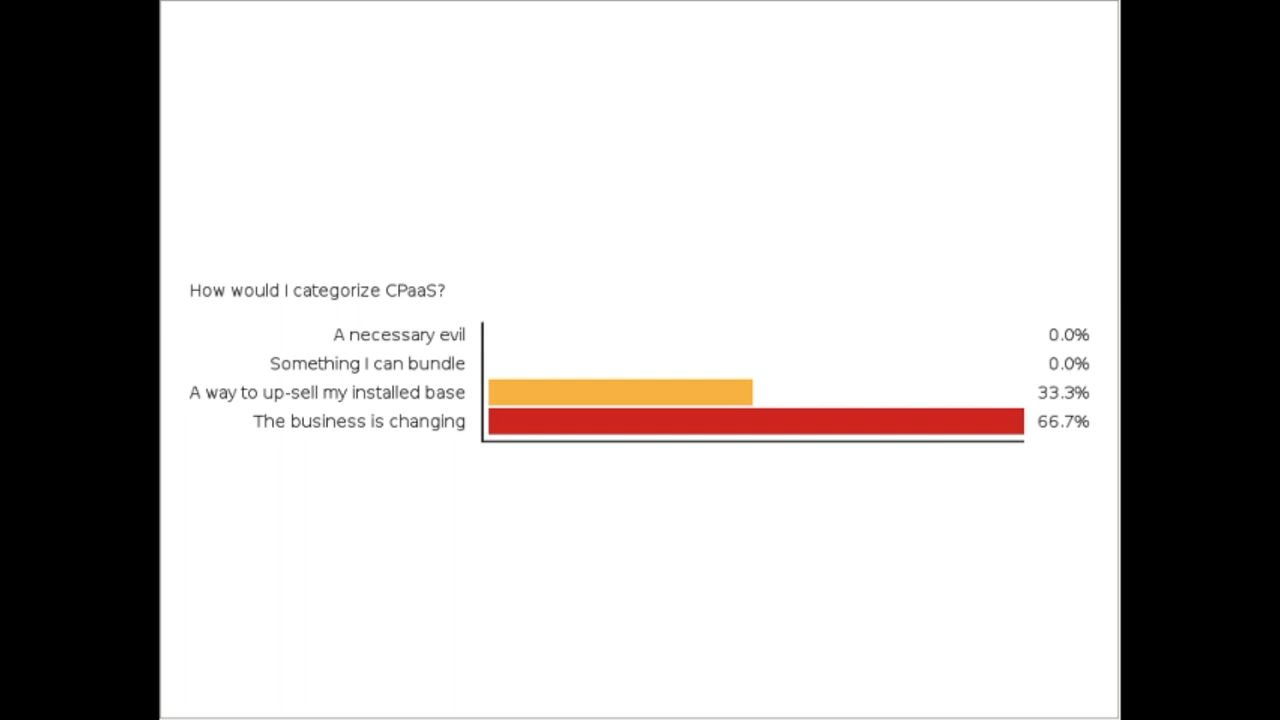 How would I categorize CPaaS?
A necessary evil 0.0%
Something I can bundle 0.0%
A way to up-sell my installed base 33.3%
The business is changing 66.7%